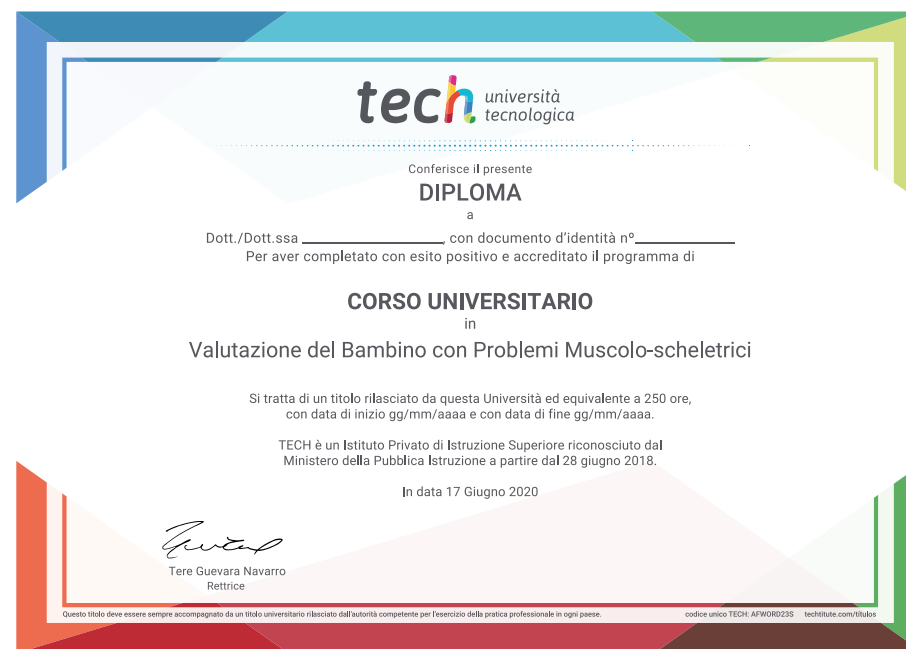 tech università
tecnologica
Conferisce il presente
DIPLOMA
a
Dott./Dott.ssa ____________________, con documento d'identità nº______________
Per aver completato con esito positivo e accreditato il programma di
CORSO UNIVERSITARIO
in
Valutazione del Bambino con Problemi Muscolo-scheletrici
Si tratta di un titolo rilasciato da questa Università ed equivalente a 250 ore,
con data di inizio gg/mm/aaaa e con data di fine gg/mm/aaaa.
TECH è un Istituto Privato di Istruzione Superiore riconosciuto dal
Ministero della Pubblica Istruzione a partire dal 28 giugno 2018.
In data 17 Giugno 2020
Tere Guevara Navarro
Rettrice
Questo titolo deve essere sempre accompagnato da un titolo universitario rilasciato dall'autorità competente per l'esercizio della pratica professionale in ogni paese. codice unico TECH: AFWORD23S techtitute.com/títulos